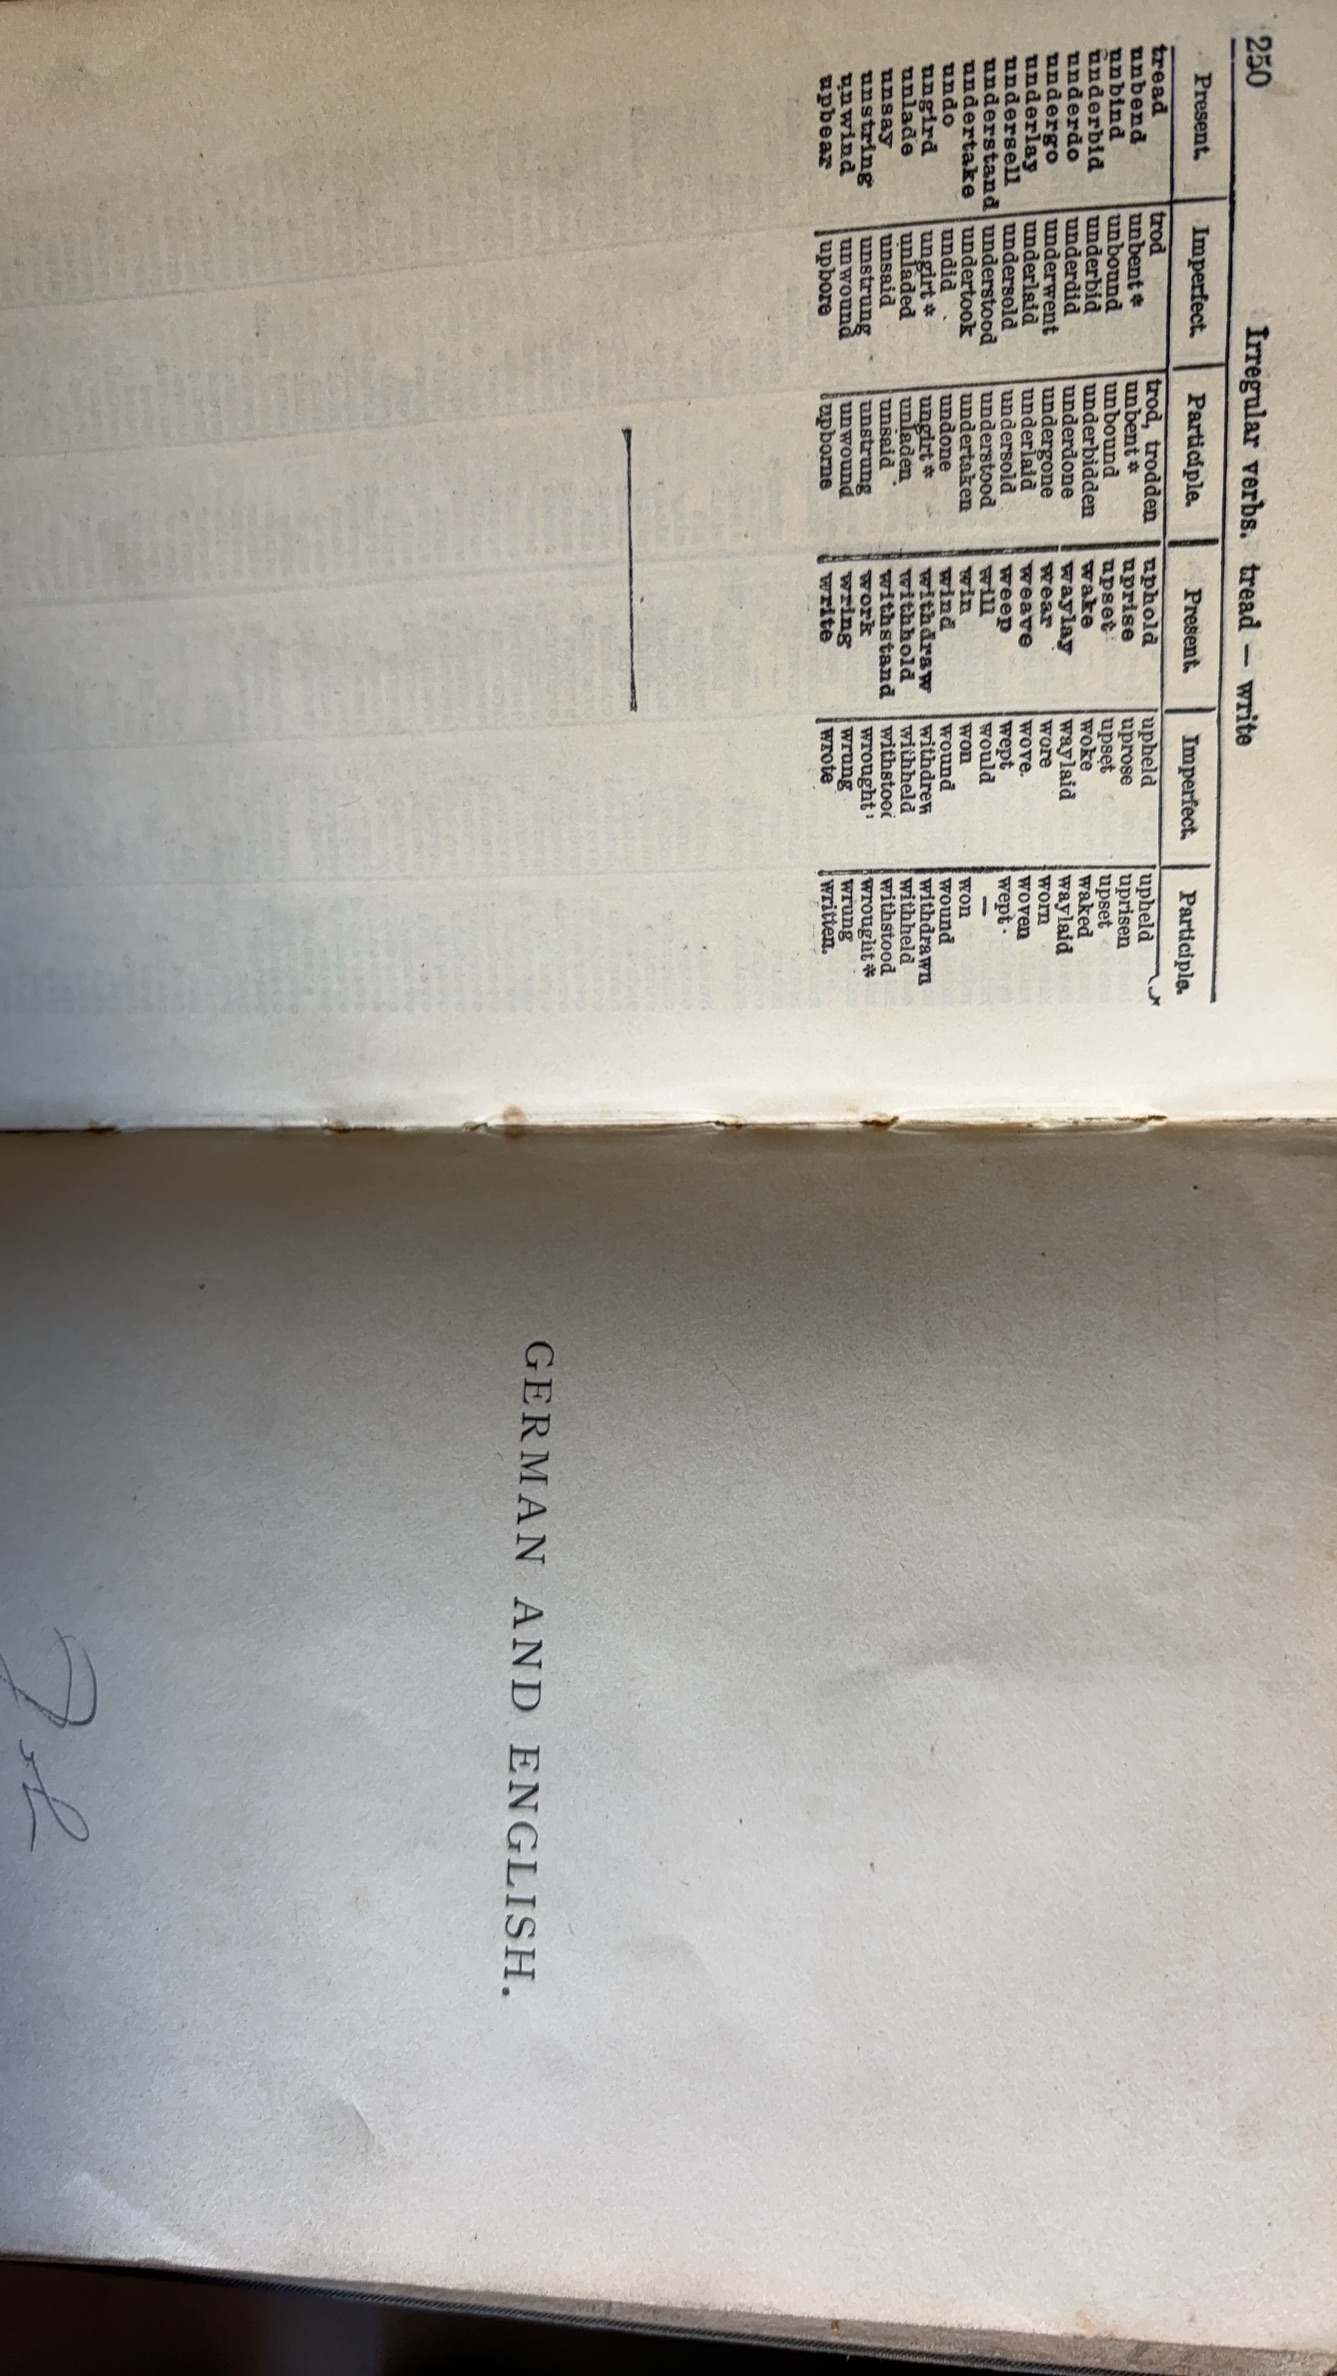 250 Irregular verbs. tread — write
Present. Imperfect. Participle. Present. Imperfect. Participle.
tread trod trod, trodden uphold upheld upheld
unbend unbent* unbent* uprise uprose uprisen
unbind unbound unbound upset upset upset
underbid underbid underbidden wake woke waked
underdo underdid underdone waylay waylaid waylaid
undergo underwent undergone wear wore worn
underlay underlaid underlaid weave wove woven
undersell undersold undersold weep wept wept
understand understood understood will would —
undertake undertook undertaken win won won
undo undid undone wind wound wound
ungird ungirt* ungirt* withdraw withdrew withdrawn
unlade unladed unladen withhold withheld withheld
unsay unsaid unsaid withstand withstood withstood
unstring unstrung unstrung work wrought* wrought*
unwind unwound unwound wring wrung wrung
upbear upbore upborne write wrote written.
GERMAN AND ENGLISH.